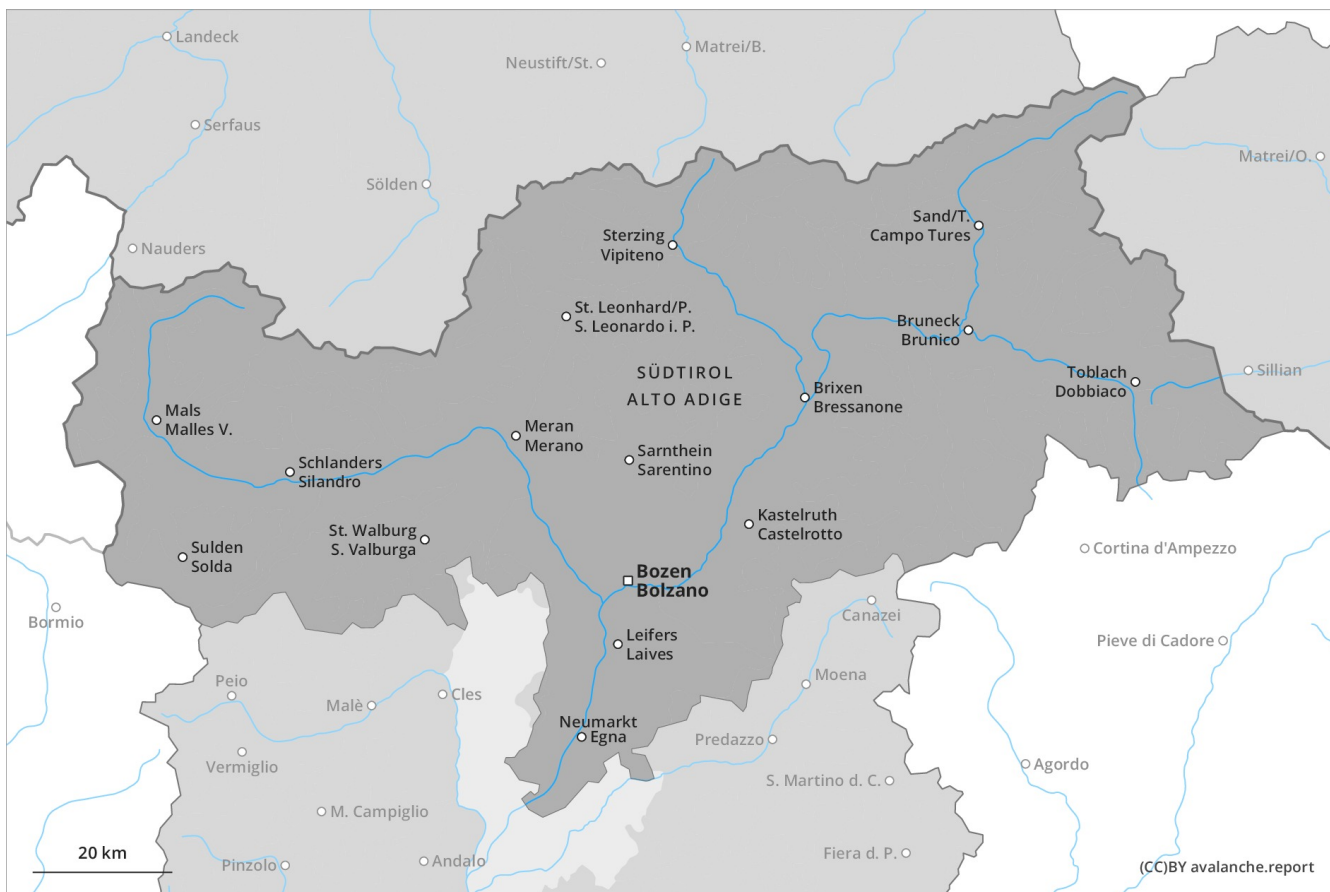 Landeck
Matrei/B.
Neustift/St.
Serfaus
Matrei/O.
Sölden
Sand/T.
Campo Tures
Sterzing
Vipiteno
Nauders
St. Leonhard/P.
S. Leonardo i. P.
Bruneck
Brunico
SÜDTIROL
ALTO ADIGE
Toblach
Dobbiaco
Sillian
Brixen
Bressanone
Mals
Malles V.
Meran
Merano
Sarnthein
Sarentino
Schlanders
Silandro
Kastelruth
Castelrotto
St. Walburg
S. Valburga
Sulden
Solda
Cortina d'Ampezzo
Bozen
Bolzano
Bormio
Canazei
Leifers
Laives
Pieve di Cadore
Peio
Moena
Malè
Cles
Neumarkt
Egna
Predazzo
Vermiglio
Agordo
S. Martino d. C.
M. Campiglio
20 km
Pinzolo
Andalo
Fiera d. P.
(CC)BY avalanche.report